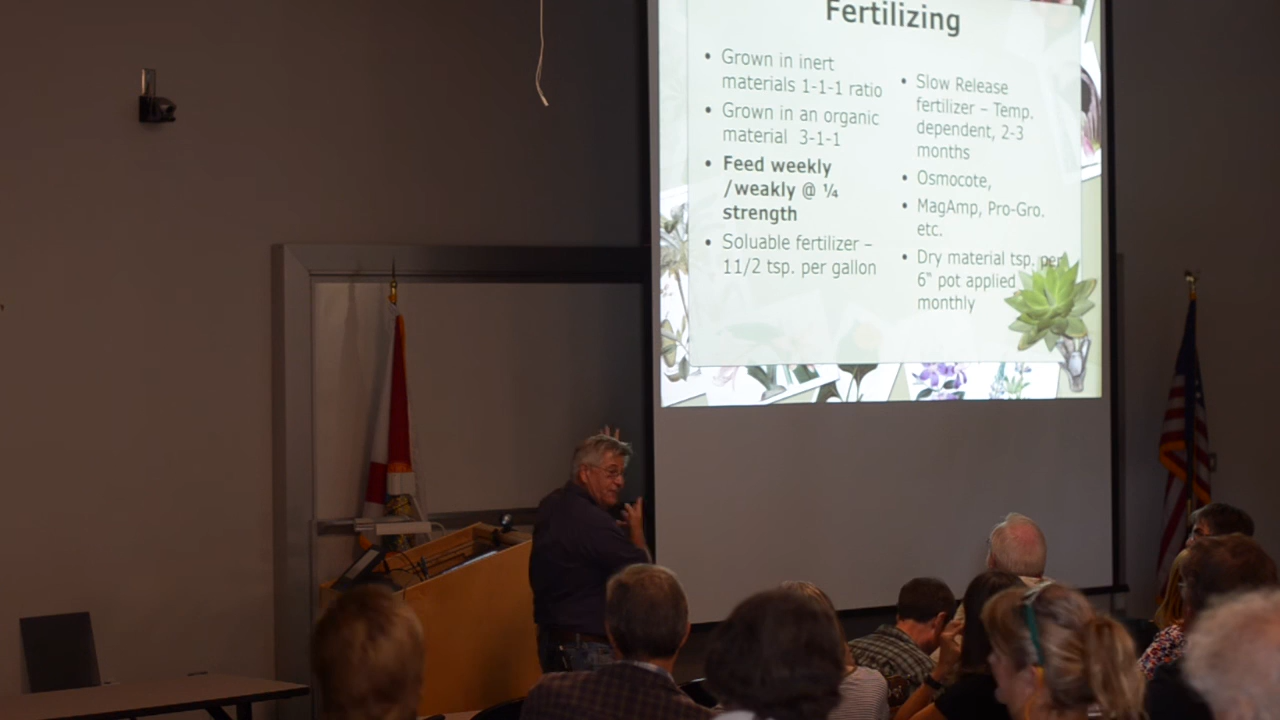 Fertilizing
• Grown in inert
materials 1-1-1 ratio
• Grown in an organic
material 3-1-1
• Feed weekly
/weakly @ ¼
strength
• Soluable fertilizer –
11/2 tsp. per gallon
• Slow Release
fertilizer – Temp.
dependent, 2-3
months
• Osmocote,
• MagAmp, Pro-Gro.
etc.
• Dry material tsp. per
6" pot applied
monthly